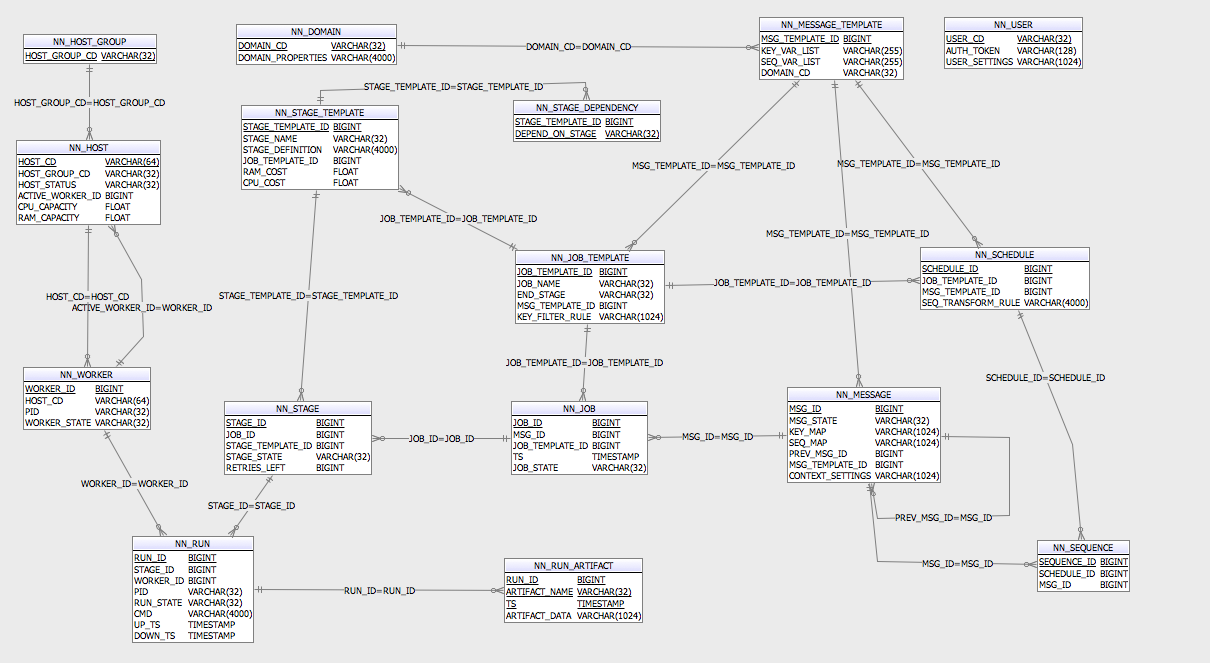 NN_HOST_GROUP
HOST_GROUP_CD VARCHAR(32)
HOST_GROUP_CD=HOST_GROUP_CD
NN_HOST
HOST_CD VARCHAR(64)
HOST_GROUP_CD VARCHAR(32)
HOST_STATUS VARCHAR(32)
ACTIVE_WORKER_ID BIGINT
CPU_CAPACITY FLOAT
RAM_CAPACITY FLOAT
HOST_CD=HOST_CD
ACTIVE_WORKER_ID=WORKER_ID
NN_WORKER
WORKER_ID BIGINT
HOST_CD VARCHAR(64)
PID VARCHAR(32)
WORKER_STATE VARCHAR(32)
WORKER_ID=WORKER_ID
NN_DOMAIN
DOMAIN_CD VARCHAR(32)
DOMAIN_PROPERTIES VARCHAR(4000)
DOMAIN_CD=DOMAIN_CD
STAGE_TEMPLATE_ID=STAGE_TEMPLATE_ID
NN_STAGE_TEMPLATE
STAGE_TEMPLATE_ID BIGINT
STAGE_NAME VARCHAR(32)
STAGE_DEFINITION VARCHAR(4000)
JOB_TEMPLATE_ID BIGINT
RAM_COST FLOAT
CPU_COST FLOAT
NN_STAGE_DEPENDENCY
STAGE_TEMPLATE_ID BIGINT
DEPEND_ON_STAGE VARCHAR(32)
JOB_TEMPLATE_ID=JOB_TEMPLATE_ID
STAGE_TEMPLATE_ID=STAGE_TEMPLATE_ID
NN_MESSAGE_TEMPLATE
MSG_TEMPLATE_ID BIGINT
KEY_VAR_LIST VARCHAR(255)
SEQ_VAR_LIST VARCHAR(255)
DOMAIN_CD VARCHAR(32)
NN_USER
USER_CD VARCHAR(32)
AUTH_TOKEN VARCHAR(128)
USER_SETTINGS VARCHAR(1024)
MSG_TEMPLATE_ID=MSG_TEMPLATE_ID
MSG_TEMPLATE_ID=MSG_TEMPLATE_ID
MSG_TEMPLATE_ID=MSG_TEMPLATE_ID
NN_JOB_TEMPLATE
JOB_TEMPLATE_ID BIGINT
JOB_NAME VARCHAR(32)
END_STAGE VARCHAR(32)
MSG_TEMPLATE_ID BIGINT
KEY_FILTER_RULE VARCHAR(1024)
JOB_TEMPLATE_ID=JOB_TEMPLATE_ID
NN_SCHEDULE
SCHEDULE_ID BIGINT
JOB_TEMPLATE_ID BIGINT
MSG_TEMPLATE_ID BIGINT
SEQ_TRANSFORM_RULE VARCHAR(4000)
JOB_TEMPLATE_ID=JOB_TEMPLATE_ID
SCHEDULE_ID=SCHEDULE_ID
NN_STAGE
STAGE_ID BIGINT
JOB_ID BIGINT
STAGE_TEMPLATE_ID BIGINT
STAGE_STATE VARCHAR(32)
RETRIES_LEFT BIGINT
JOB_ID=JOB_ID
NN_JOB
JOB_ID BIGINT
MSG_ID BIGINT
JOB_TEMPLATE_ID BIGINT
TS TIMESTAMP
JOB_STATE VARCHAR(32)
MSG_ID=MSG_ID
NN_MESSAGE
MSG_ID BIGINT
MSG_STATE VARCHAR(32)
KEY_MAP VARCHAR(1024)
SEQ_MAP VARCHAR(1024)
PREV_MSG_ID BIGINT
MSG_TEMPLATE_ID BIGINT
CONTEXT_SETTINGS VARCHAR(1024)
STAGE_ID=STAGE_ID
PREV_MSG_ID=MSG_ID
MSG_ID=MSG_ID
NN_RUN
RUN_ID BIGINT
STAGE_ID BIGINT
WORKER_ID BIGINT
PID VARCHAR(32)
RUN_STATE VARCHAR(32)
CMD VARCHAR(4000)
UP_TS TIMESTAMP
DOWN_TS TIMESTAMP
RUN_ID=RUN_ID
NN_RUN_ARTIFACT
RUN_ID BIGINT
ARTIFACT_NAME VARCHAR(32)
TS TIMESTAMP
ARTIFACT_DATA VARCHAR(1024)
NN_SEQUENCE
SEQUENCE_ID BIGINT
SCHEDULE_ID BIGINT
MSG_ID BIGINT